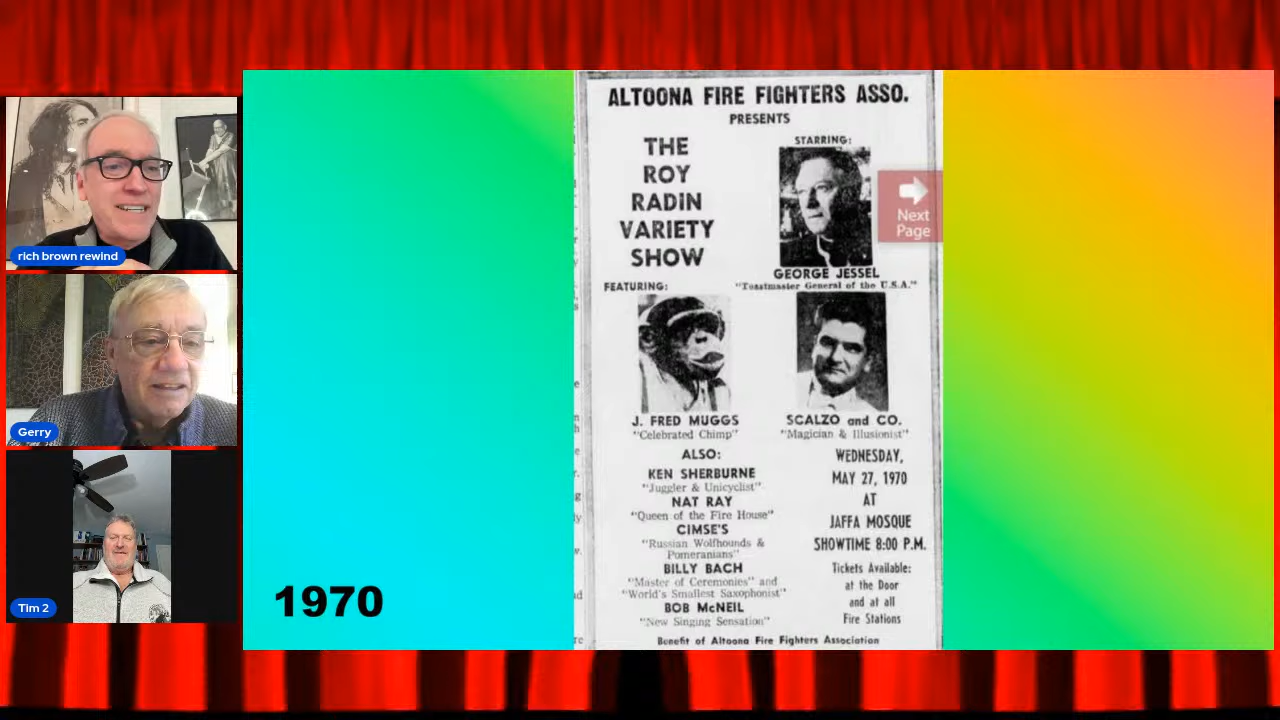 rich brown rewind
Gerry
Tim 2
1970
ALTOONA FIRE FIGHTERS ASSO.
PRESENTS
THE
ROY
RADIN
VARIETY
SHOW
STARRING:
GEORGE JESSEL
"Toastmaster General of the U.S.A."
Next
Page
FEATURING:
J. FRED MUGGS
"Celebrated Chimp"
SCALZO and CO.
"Magician & Illusionist"
ALSO:
KEN SHERBURNE
"Juggler & Unicyclist"
NAT RAY
"Queen of the Fire House"
CIMSE'S
"Russian Wolfhounds &
Pomeranians"
BILLY BACH
"Master of Ceremonies" and
"World's Smallest Saxophonist"
BOB McNEIL
"New Singing Sensation"
WEDNESDAY,
MAY 27, 1970
AT
JAFFA MOSQUE
SHOWTIME 8:00 P.M.
Tickets Available:
at the Door
and at all
Fire Stations
Benefit of Altoona Fire Fighters Association